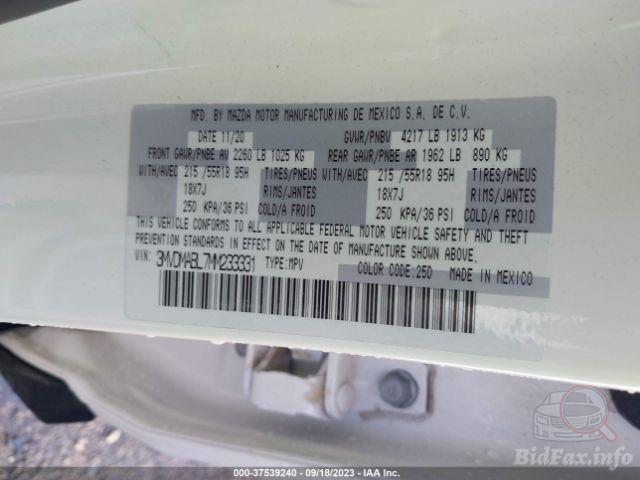 MFD. BY MAZDA MOTOR MANUFACTURING DE MEXICO S.A. DE C.V.
DATE 11/20 GVWR/PNBV 4217 LB 1913 KG
FRONT GAWR/PNBE AV 2260 LB 1025 KG REAR GAWR/PNBE AR 1962 LB 890 KG
WITH/AVEC 215 /55R18 95H TIRES/PNEUS WITH/AVEC 215 /55R18 95H TIRES/PNEUS
18X7J RIMS/JANTES 18X7J RIMS/JANTES
250 KPA/36 PSI COLD/A FROID 250 KPA/36 PSI COLD/A FROID
THIS VEHICLE CONFORMS TO ALL APPLICABLE FEDERAL MOTOR VEHICLE SAFETY AND THEFT
PREVENTION STANDARDS IN EFFECT ON THE DATE OF MANUFACTURE SHOWN ABOVE.
VIN: 3MVDMABL7MM233331 TYPE:MPV COLOR CODE:25D MADE IN MEXICO
BidFax.info
000-37539240 - 09/18/2023 - IAA Inc.